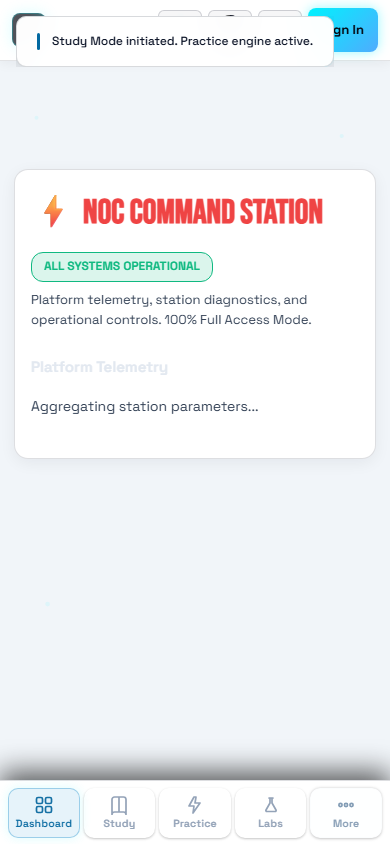 Study Mode initiated. Practice engine active.
gn In
NOC COMMAND STATION
ALL SYSTEMS OPERATIONAL
Platform telemetry, station diagnostics, and
operational controls. 100% Full Access Mode.
Platform Telemetry
Aggregating station parameters...
Dashboard
Study
Practice
Labs
More